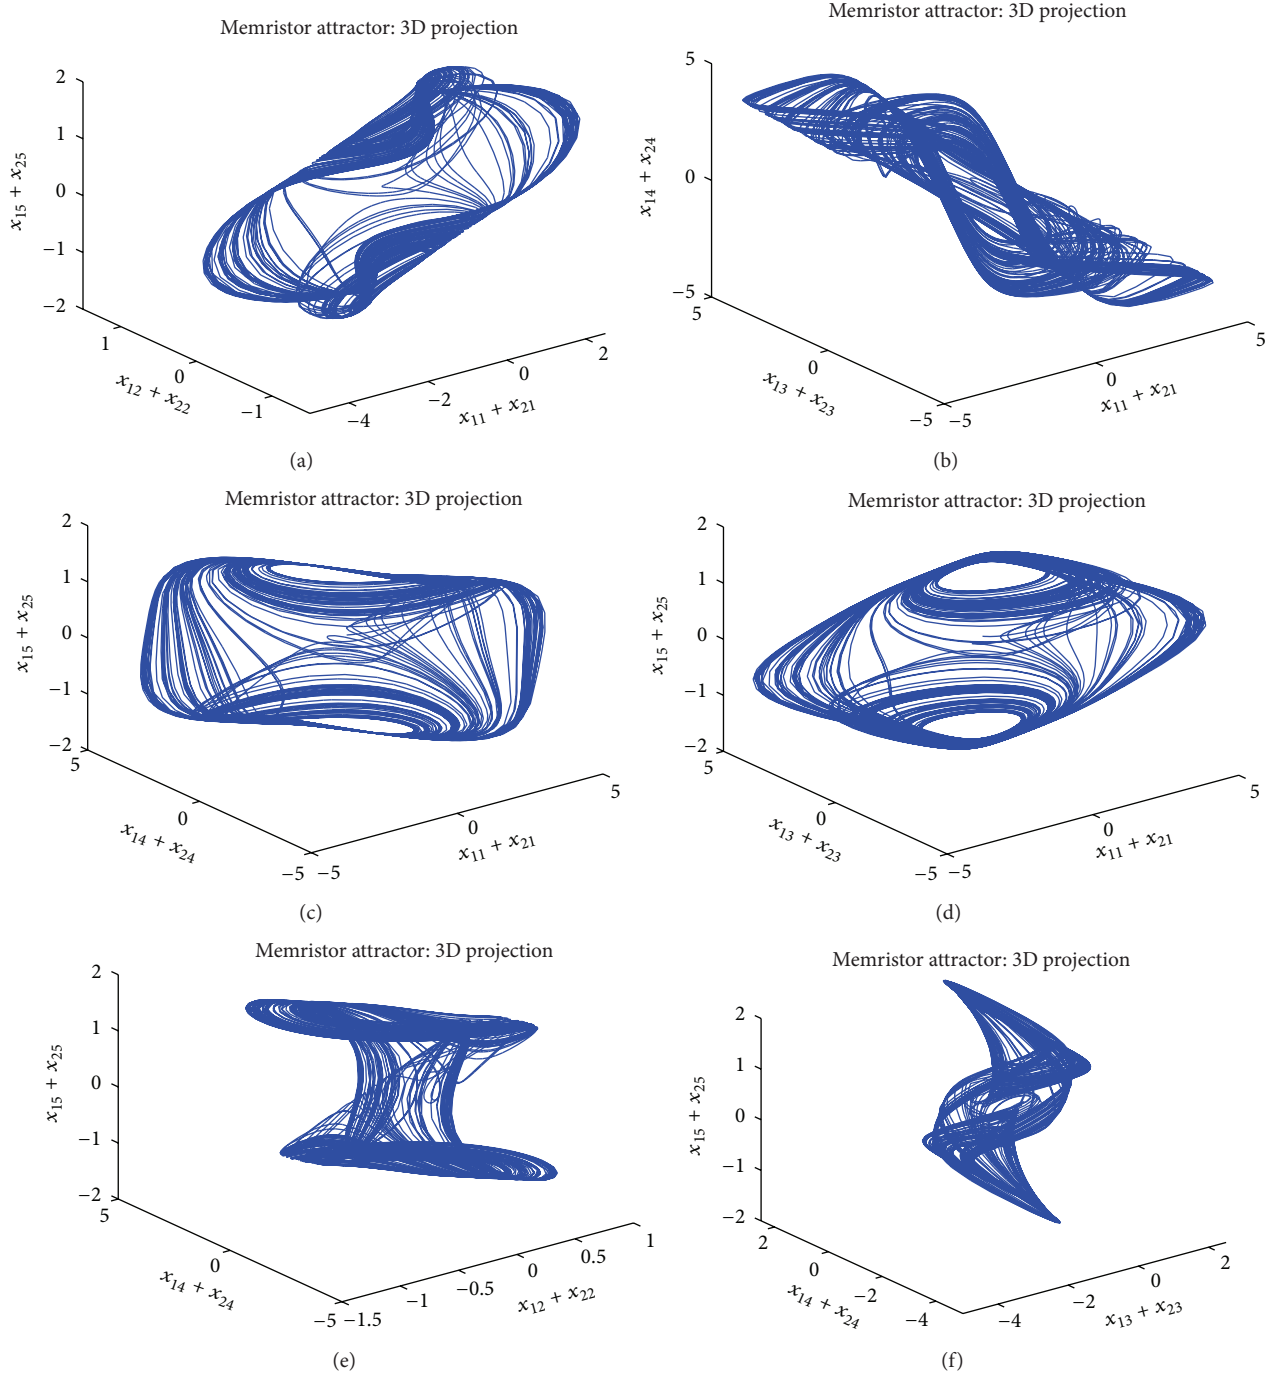 Memristor attractor: 3D projection
2
1
0
−1
−2
x15 + x25
1
0
−1
x12 + x22
−4
−2
0
2
x11 + x21
(a)
Memristor attractor: 3D projection
5
0
−5
x14 + x24
5
0
−5
x13 + x23
−5
0
5
x11 + x21
(b)
Memristor attractor: 3D projection
2
1
0
−1
−2
x15 + x25
5
0
−5
x14 + x24
−5
0
5
x11 + x21
(c)
Memristor attractor: 3D projection
2
1
0
−1
−2
x15 + x25
5
0
−5
x13 + x23
−5
0
5
x11 + x21
(d)
Memristor attractor: 3D projection
2
1
0
−1
−2
x15 + x25
5
0
−5
x14 + x24
−1.5
−1
−0.5
0
0.5
1
x12 + x22
(e)
Memristor attractor: 3D projection
2
1
0
−1
−2
x15 + x25
2
0
−2
−4
x14 + x24
−4
−2
0
2
x13 + x23
(f)